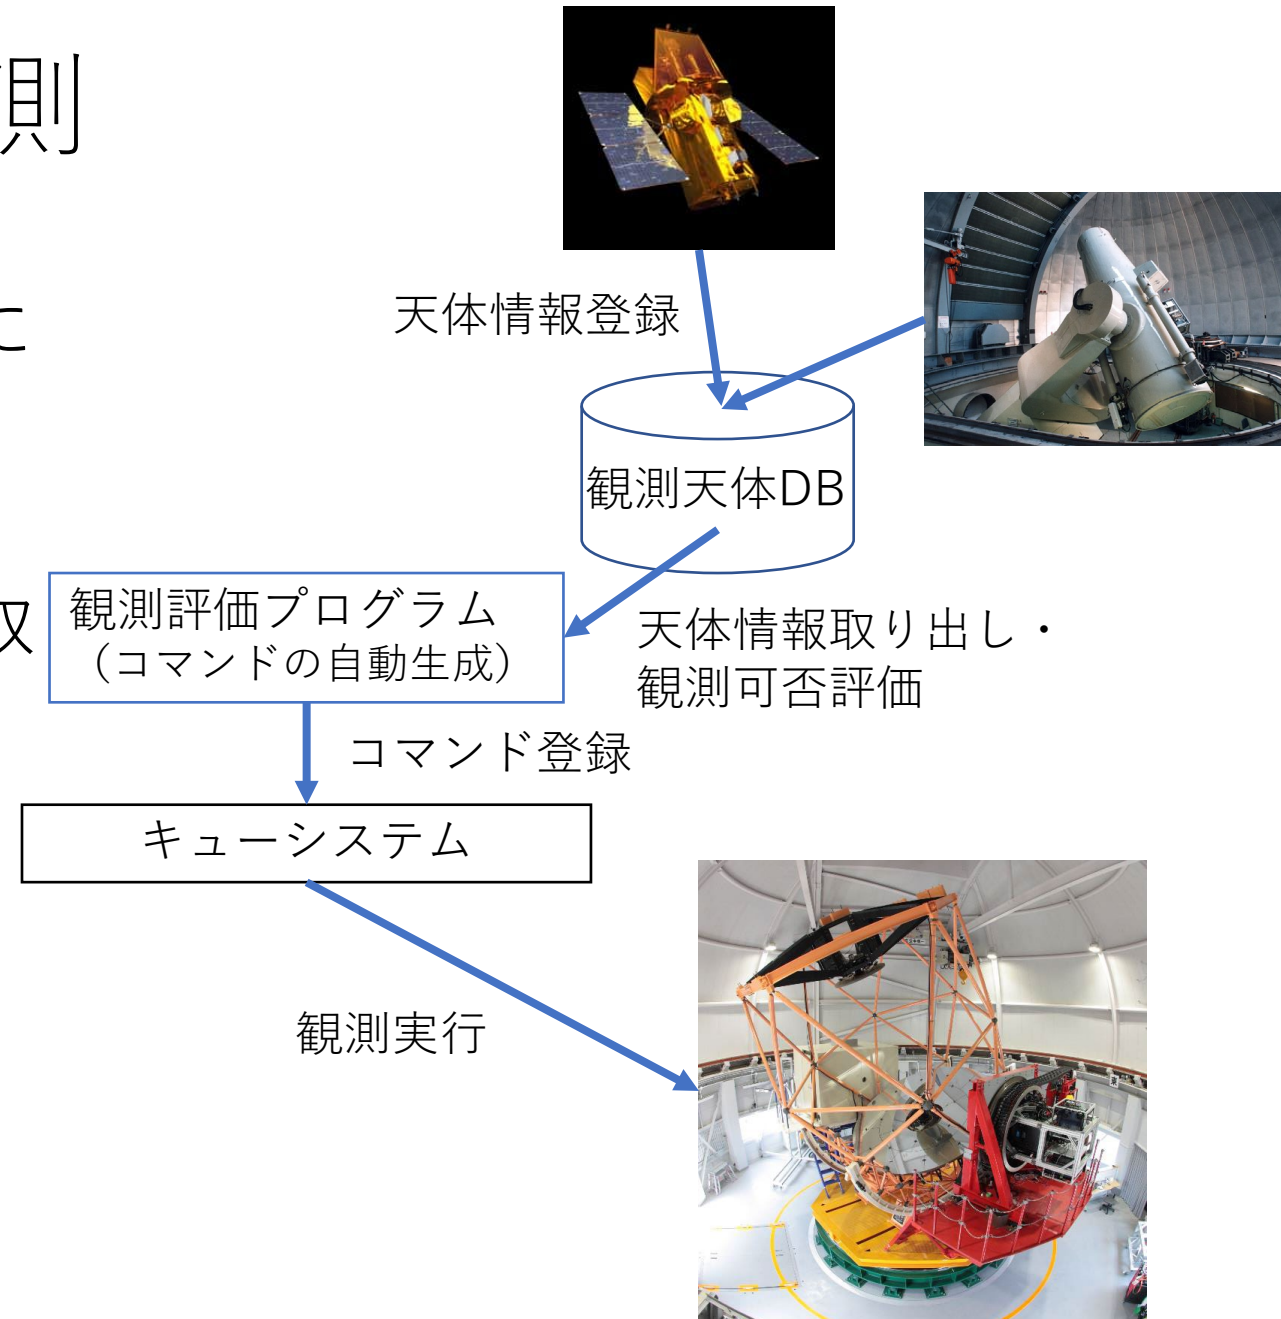 測
に
天体情報登録
観測天体DB
取
観測評価プログラム
（コマンドの自動生成）
天体情報取り出し・
観測可否評価
コマンド登録
キューシステム
観測実行